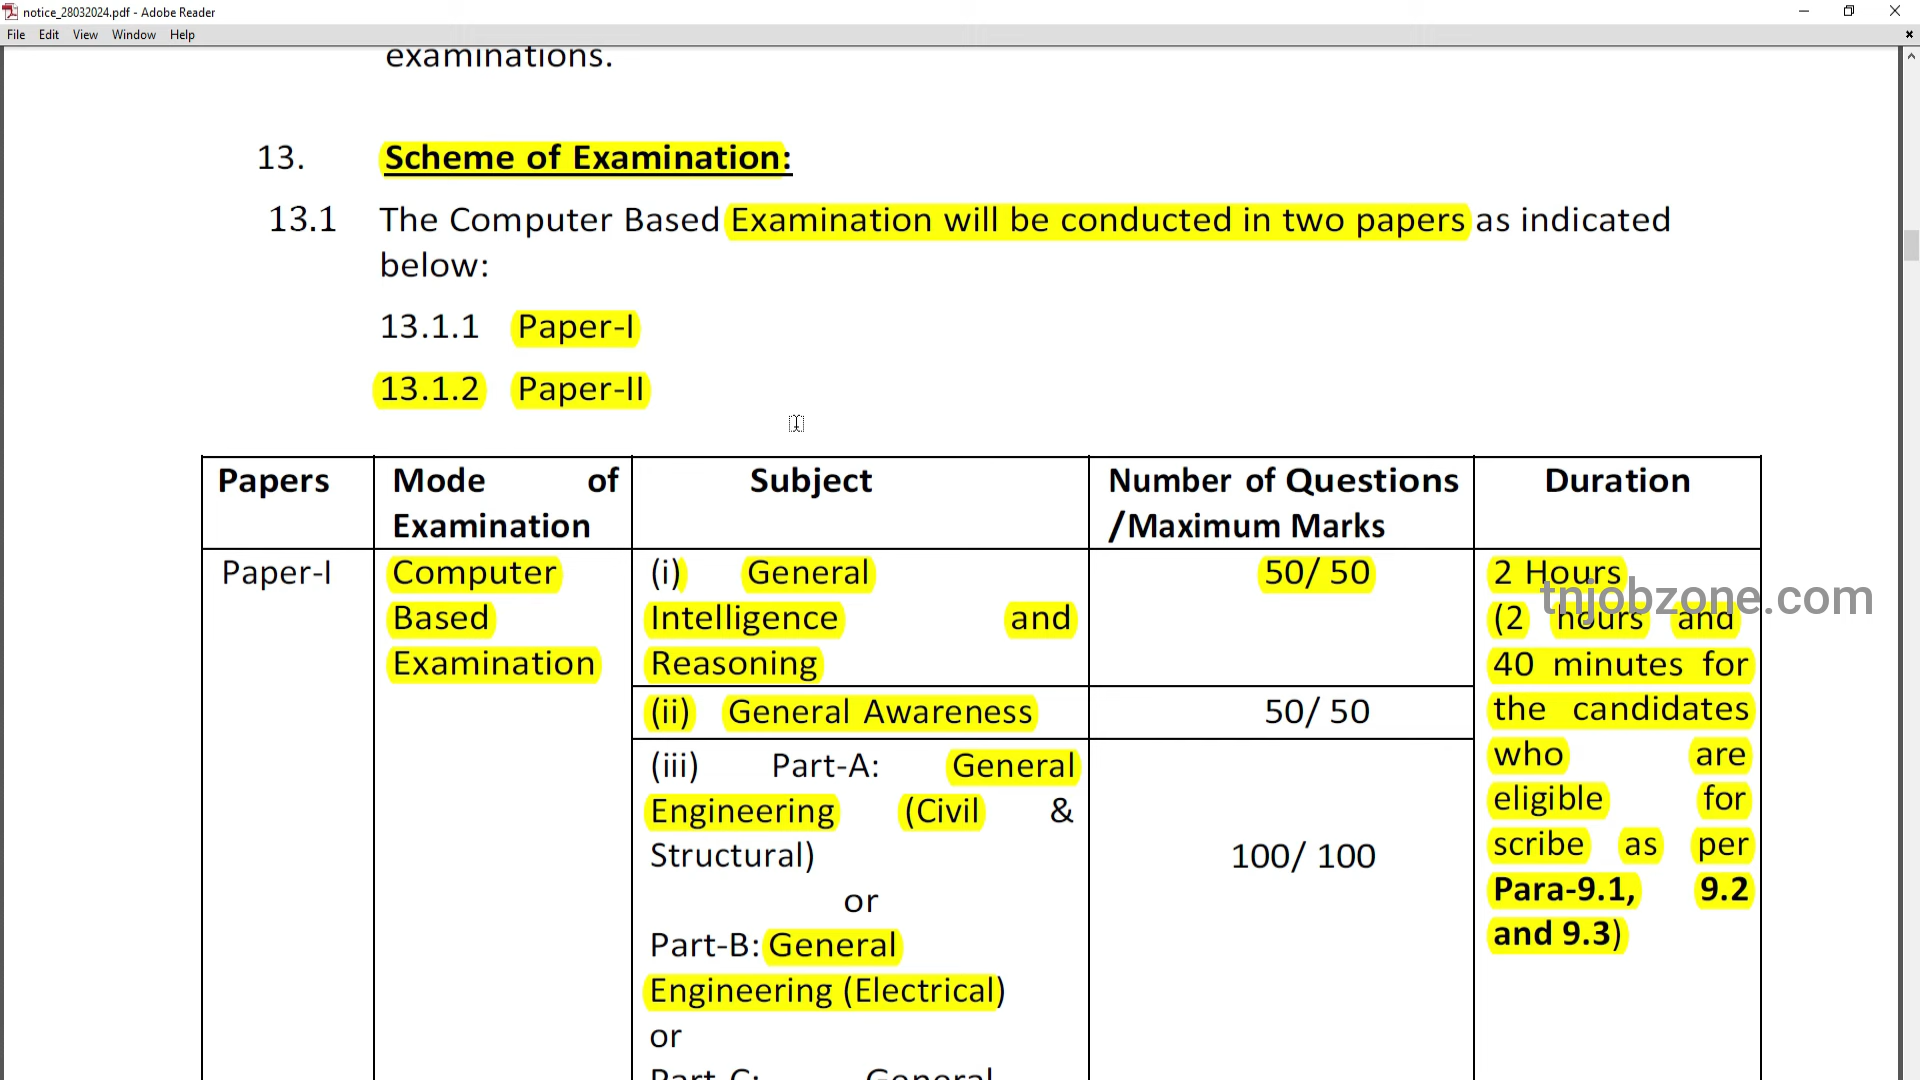 notice_28032024.pdf - Adobe Reader
File Edit View Window Help
examinations.
13. Scheme of Examination:
13.1 The Computer Based Examination will be conducted in two papers as indicated
below:
13.1.1 Paper-I
13.1.2 Paper-II
Papers
Mode of
Examination
Subject
Number of Questions
/Maximum Marks
Duration
Paper-I
Computer
Based
Examination
(i) General
Intelligence and
Reasoning
50/ 50
(ii) General Awareness
50/ 50
(iii) Part-A: General
Engineering (Civil &
Structural)
or
Part-B: General
Engineering (Electrical)
or
Part-C: General
100/ 100
2 Hours
(2 hours and
40 minutes for
the candidates
who are
eligible for
scribe as per
Para-9.1, 9.2
and 9.3)
tnjobzone.com